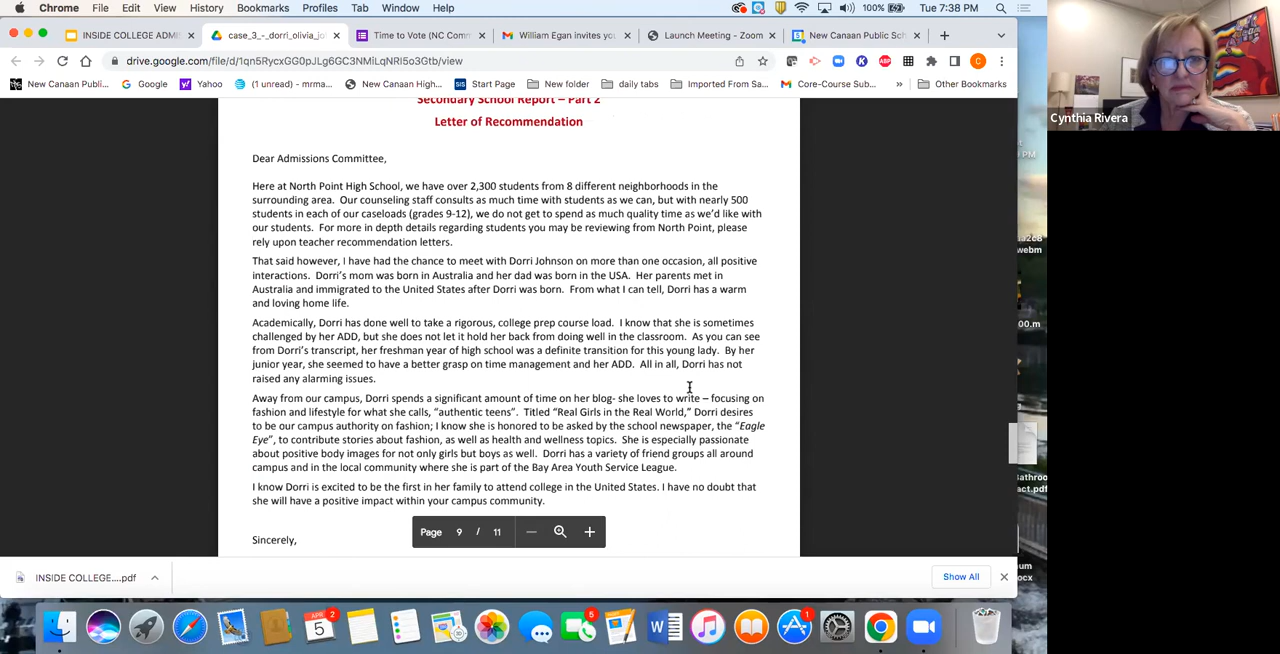 Chrome File Edit View History Bookmarks Profiles Tab Window Help 100% Tue 7:38 PM
INSIDE COLLEGE ADMI case_3_-_dorri_olivia_jo Time to Vote (NC Comm William Egan invites you Launch Meeting - Zoom New Canaan Public Sch
drive.google.com/file/d/1qn5RycxGG0pJLg6GC3NMiLqNRl5o3Gtb/view
New Canaan Publi... Google Yahoo (1 unread) - mrma... New Canaan High... SIS Start Page New folder daily tabs Imported From Sa... Core-Course Sub... » Other Bookmarks
Secondary School Report – Part 2
Letter of Recommendation
Dear Admissions Committee,
Here at North Point High School, we have over 2,300 students from 8 different neighborhoods in the
surrounding area. Our counseling staff consults as much time with students as we can, but with nearly 500
students in each of our caseloads (grades 9-12), we do not get to spend as much quality time as we'd like with
our students. For more in depth details regarding students you may be reviewing from North Point, please
rely upon teacher recommendation letters.
That said however, I have had the chance to meet with Dorri Johnson on more than one occasion, all positive
interactions. Dorri's mom was born in Australia and her dad was born in the USA. Her parents met in
Australia and immigrated to the United States after Dorri was born. From what I can tell, Dorri has a warm
and loving home life.
Academically, Dorri has done well to take a rigorous, college prep course load. I know that she is sometimes
challenged by her ADD, but she does not let it hold her back from doing well in the classroom. As you can see
from Dorri's transcript, her freshman year of high school was a definite transition for this young lady. By her
junior year, she seemed to have a better grasp on time management and her ADD. All in all, Dorri has not
raised any alarming issues.
Away from our campus, Dorri spends a significant amount of time on her blog- she loves to write – focusing on
fashion and lifestyle for what she calls, "authentic teens". Titled "Real Girls in the Real World," Dorri desires
to be our campus authority on fashion; I know she is honored to be asked by the school newspaper, the "Eagle
Eye", to contribute stories about fashion, as well as health and wellness topics. She is especially passionate
about positive body images for not only girls but boys as well. Dorri has a variety of friend groups all around
campus and in the local community where she is part of the Bay Area Youth Service League.
I know Dorri is excited to be the first in her family to attend college in the United States. I have no doubt that
she will have a positive impact within your campus community.
Sincerely,
Page 9 / 11
INSIDE COLLEGE....pdf
Show All
Cynthia Rivera
PM
webm
00.m
act.pdf
ocx
APR 2
5
5
1